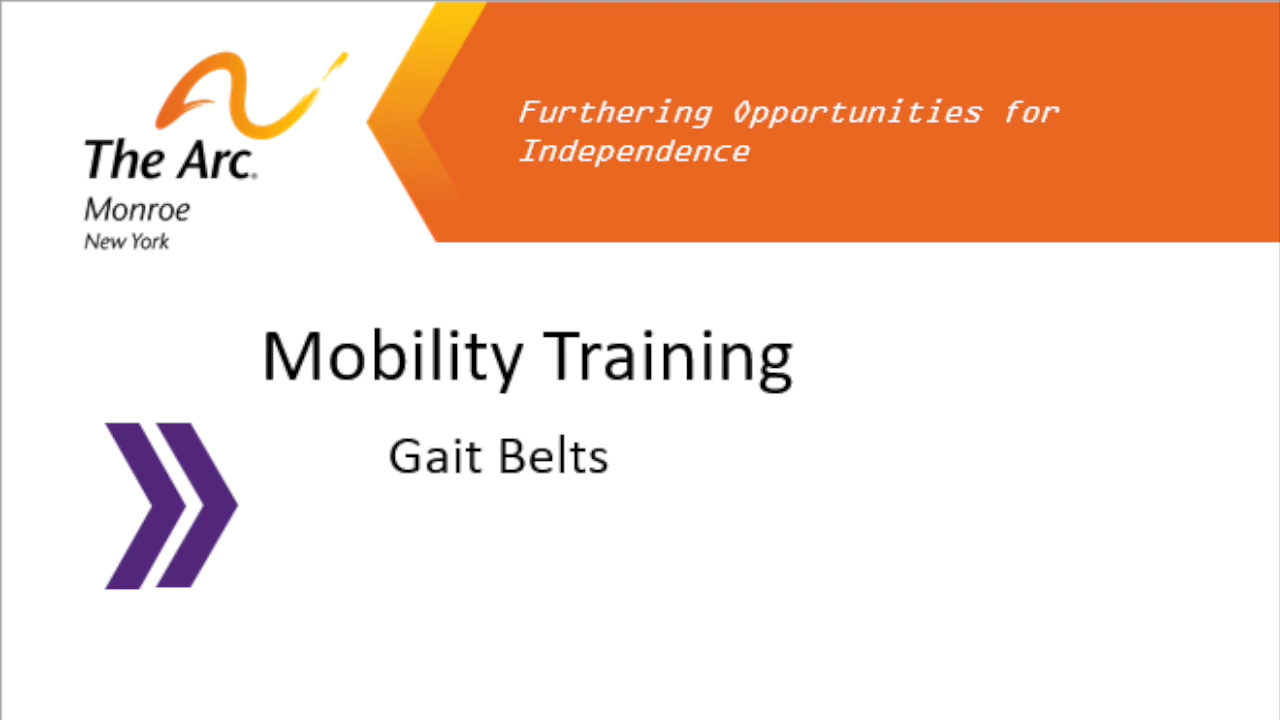 The Arc®
Monroe
New York
Furthering Opportunities for
Independence
Mobility Training
Gait Belts